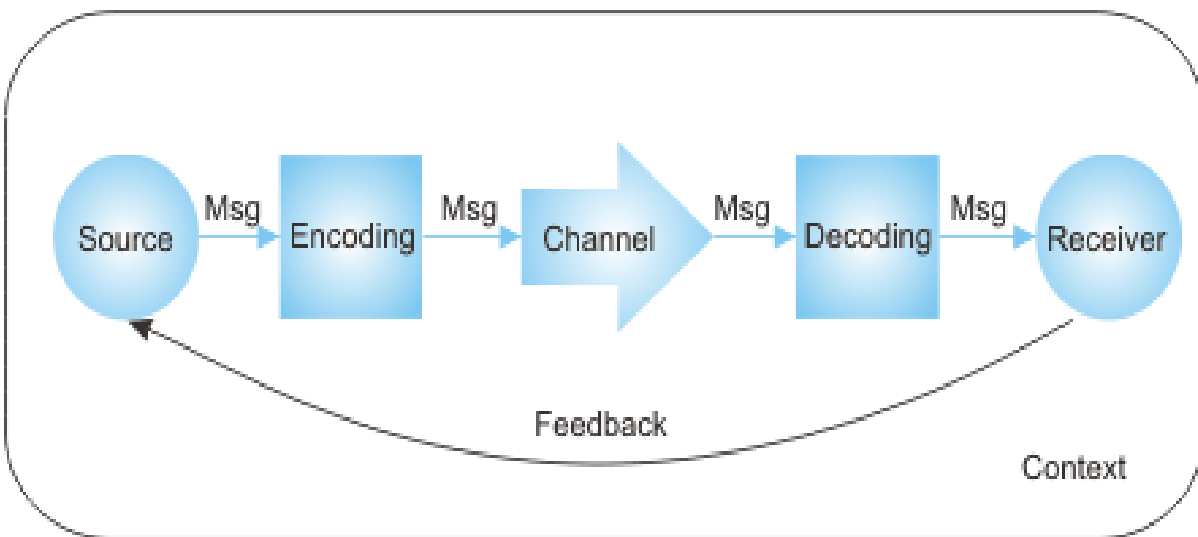 Msg Msg Msg Msg
Source Encoding Channel Decoding Receiver
Feedback
Context